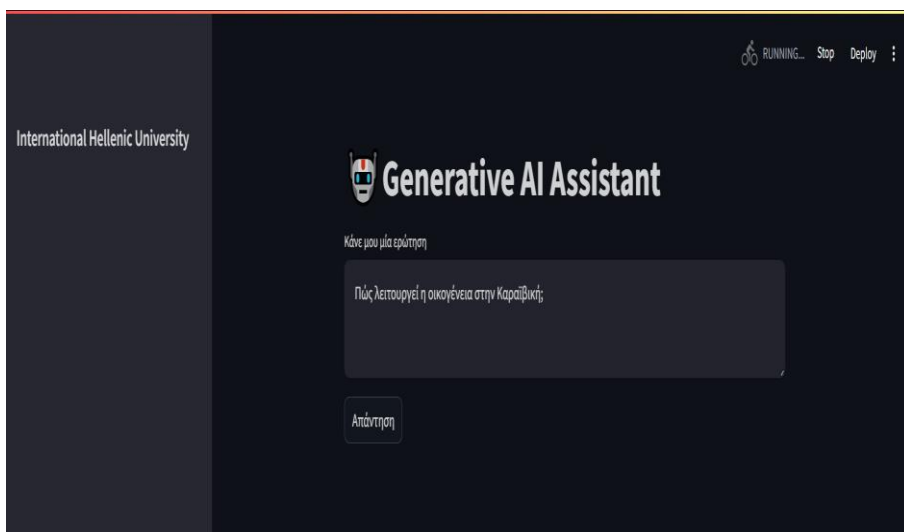 RUNNING... Stop Deploy
International Hellenic University
Generative AI Assistant
Κάνε μου μία ερώτηση
Πώς λειτουργεί η οικογένεια στην Καραϊβική;
Απάντηση